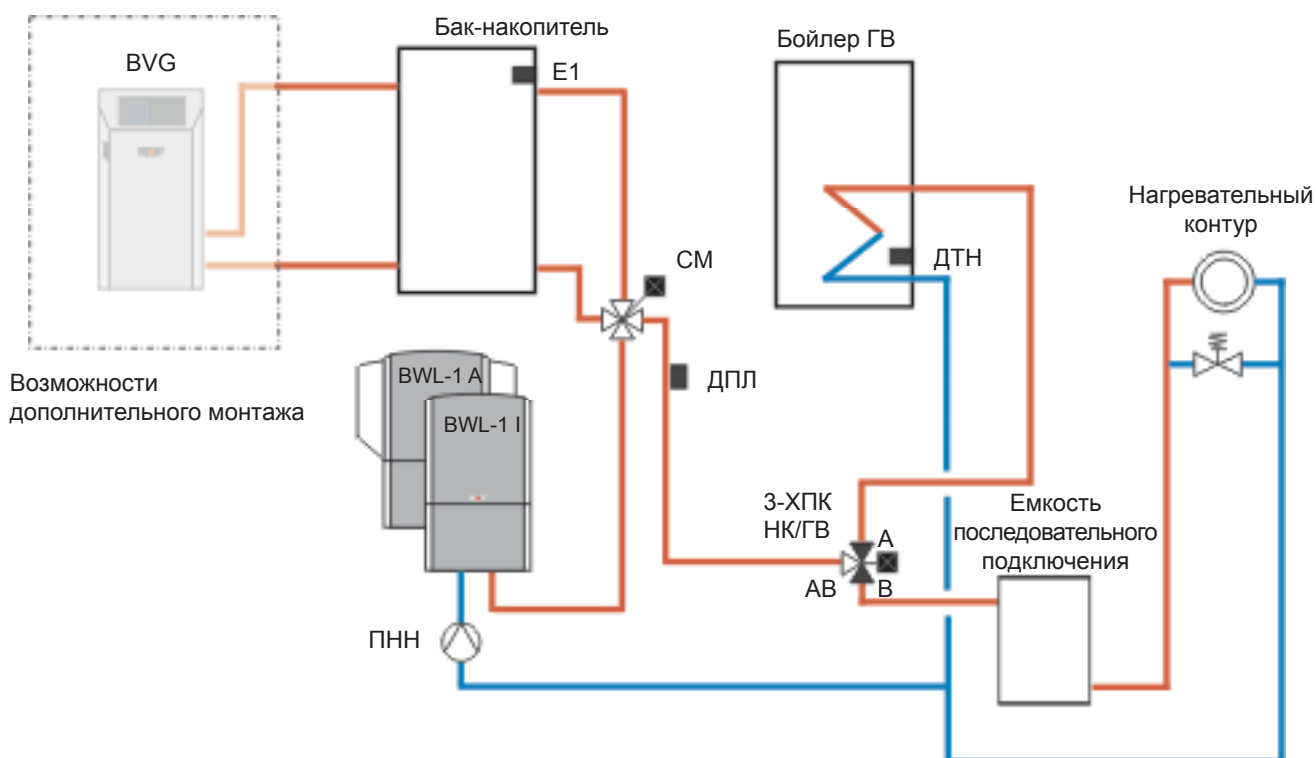 BVG
Бак-накопитель
E1
Бойлер ГВ
Нагревательный
контур
СМ
ДТН
Возможности
дополнительного монтажа
BWL-1 A
BWL-1 I
ДПЛ
3-ХПК
НК/ГВ
A
AB
B
Емкость
последовательного
подключения
ПНН